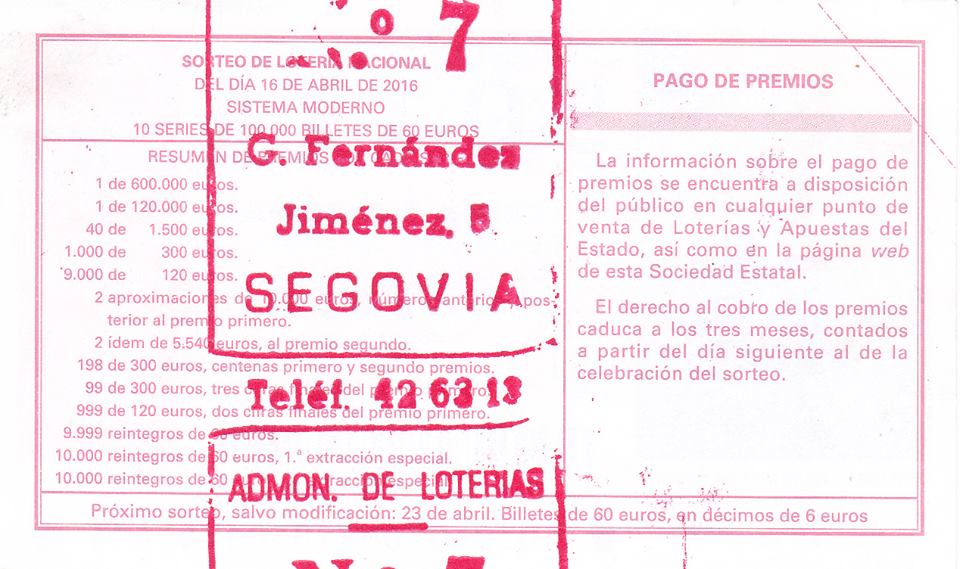 SORTEO DE LOTERIA NACIONAL
DEL DÍA 16 DE ABRIL DE 2016
SISTEMA MODERNO
10 SERIES DE 100.000 BILLETES DE 60 EUROS
RESUMEN DE PREMIOS
1 de 600.000 euros.
1 de 120.000 euros.
40 de 1.500 euros.
1.000 de 300 euros.
9.000 de 120 euros.
2 aproximaciones de 10.000 euros, números anterior y pos-
terior al premio primero.
2 ídem de 5.540 euros, al premio segundo.
198 de 300 euros, centenas primero y segundo premios.
99 de 300 euros, tres cifras finales del premio primero.
999 de 120 euros, dos cifras finales del premio primero.
9.999 reintegros de 60 euros.
10.000 reintegros de 60 euros, 1.ª extracción especial.
10.000 reintegros de 60 extracción especial
PAGO DE PREMIOS
La información sobre el pago de
premios se encuentra a disposición
del público en cualquier punto de
venta de Loterías y Apuestas del
Estado, así como en la página web
de esta Sociedad Estatal.
El derecho al cobro de los premios
caduca a los tres meses, contados
a partir del día siguiente al de la
celebración del sorteo.
Próximo sorteo, salvo modificación: 23 de abril. Billetes de 60 euros, en décimos de 6 euros
7
G. Fernández
Jiménez, 5
SEGOVIA
Teléf. 42 63 13
ADMON. DE LOTERIAS
No 7